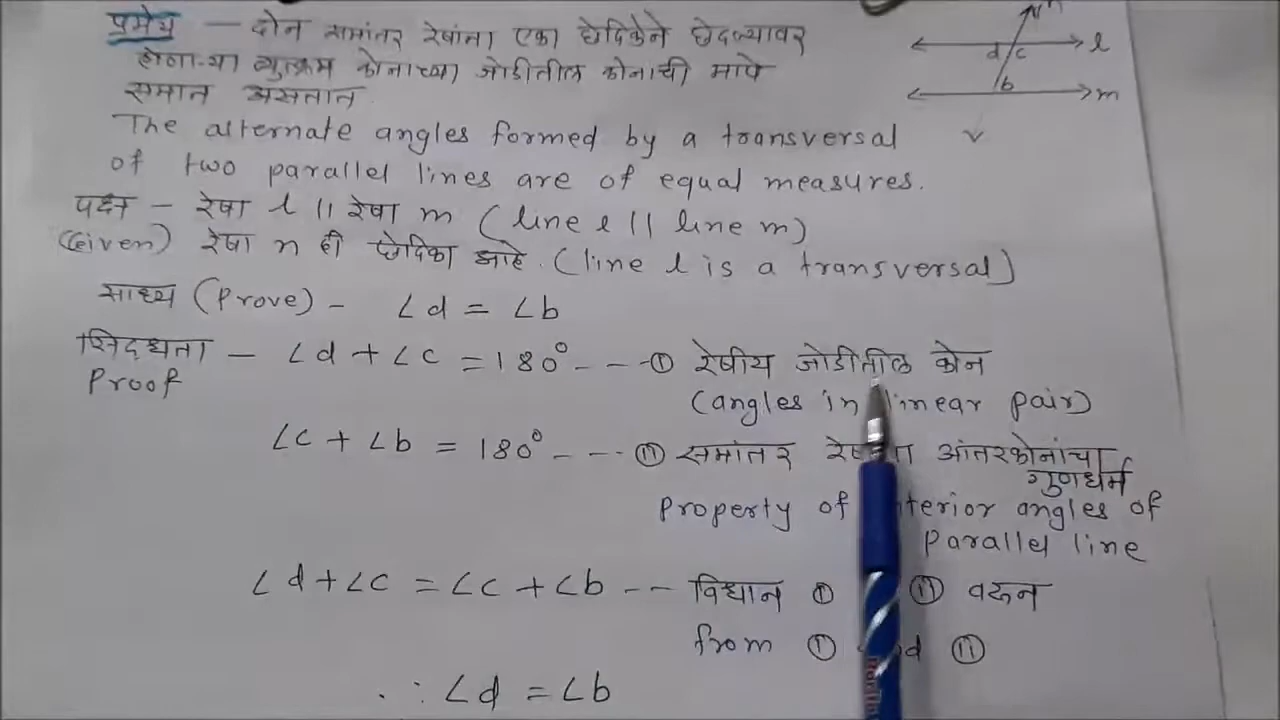 प्रमेय - दोन समांतर रेषांना एका छेदिकेने छेदल्यावर
होणाऱ्या व्युत्क्रम कोनाच्या जोडीतील कोनाची मापे
समान असतात.
The alternate angles formed by a transversal
of two parallel lines are of equal measures.
n
d c l
b m
पक्ष - रेषा l || रेषा m (line l || line m)
(Given) रेषा n ही छेदिका आहे. (line l is a transversal)
साध्य (Prove) - ∠d = ∠b
सिद्धता - ∠d + ∠c = 180° - - - ① रेषीय जोडीतील कोन
Proof (angles in linear pair)
∠c + ∠b = 180° - - - ⑪ समांतर आंतरकोनांचा
गुणधर्म
Property of interior angles of
Parallel line
∠d + ∠c = ∠c + ∠b - - विधान ① ⑪ वरून
from ① ⑪
∴ ∠d = ∠b